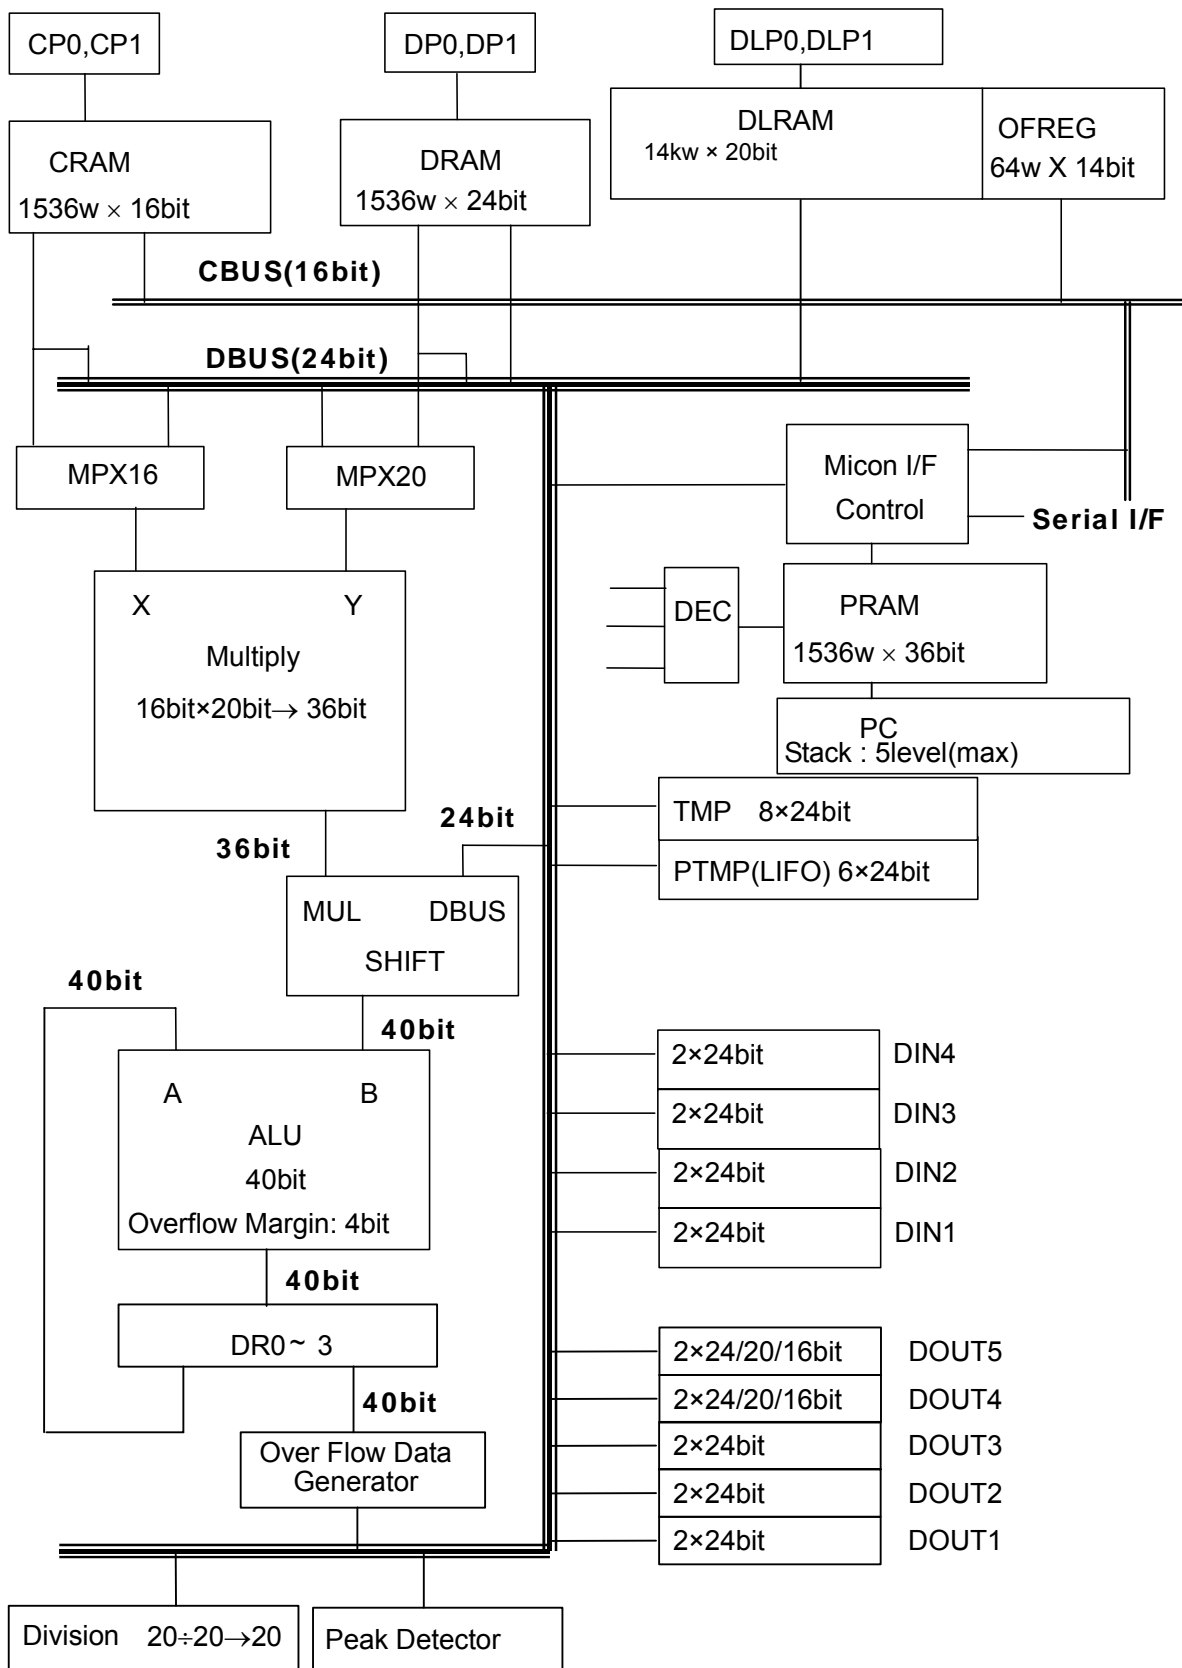 CP0,CP1
DP0,DP1
DLP0,DLP1
CRAM
1536w × 16bit
DRAM
1536w × 24bit
DLRAM
14kw × 20bit
OFREG
64w X 14bit
CBUS(16bit)
DBUS(24bit)
MPX16
MPX20
Micon I/F
Control
Serial I/F
X
Y
Multiply
16bit×20bit→ 36bit
DEC
PRAM
1536w × 36bit
PC
Stack : 5level(max)
TMP 8×24bit
PTMP(LIFO) 6×24bit
36bit
24bit
MUL
DBUS
SHIFT
40bit
40bit
A
B
ALU
40bit
Overflow Margin: 4bit
40bit
DR0~ 3
40bit
Over Flow Data
Generator
2×24bit DIN4
2×24bit DIN3
2×24bit DIN2
2×24bit DIN1
2×24/20/16bit DOUT5
2×24/20/16bit DOUT4
2×24bit DOUT3
2×24bit DOUT2
2×24bit DOUT1
Division 20÷20→20
Peak Detector